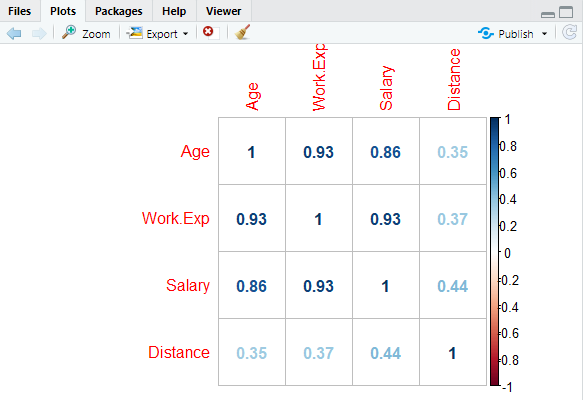 Files Plots Packages Help Viewer
Zoom Export Publish
Age Work.Exp Salary Distance
Age 1 0.93 0.86 0.35
Work.Exp 0.93 1 0.93 0.37
Salary 0.86 0.93 1 0.44
Distance 0.35 0.37 0.44 1
1
0.8
0.6
0.4
0.2
0
-0.2
-0.4
-0.6
-0.8
-1